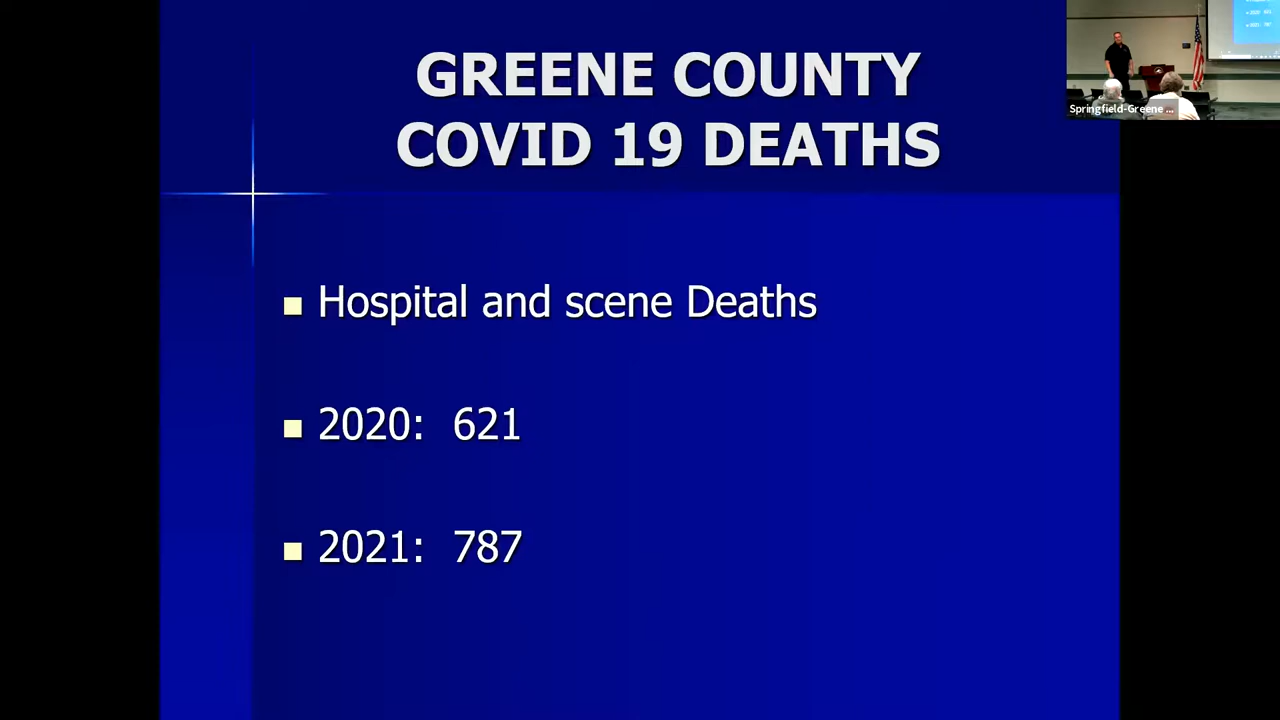 GREENE COUNTY
COVID 19 DEATHS
Hospital and scene Deaths
2020: 621
2021: 787
Springfield-Greene ...